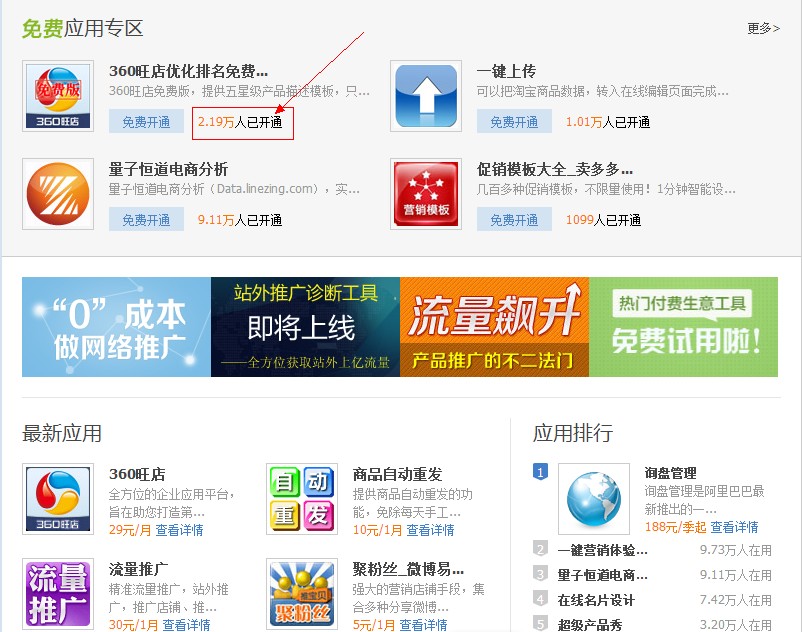 免费应用专区
更多>
免费版
360旺店
360旺店优化排名免费...
360旺店免费版，提供五星级产品描述模板，只...
免费开通
2.19万人已开通
一键上传
可以把淘宝商品数据，转入在线编辑页面完成...
免费开通
1.01万人已开通
量子恒道电商分析
量子恒道电商分析（Data.linezing.com），实...
免费开通
9.11万人已开通
营销模板
促销模板大全_卖多多...
几百多种促销模板，不限量使用！1分钟智能设...
免费开通
1099人已开通
“0” 成本
做网络推广
站外推广诊断工具
即将上线
——全方位获取站外上亿流量
流量飙升
产品推广的不二法门
热门付费生意工具
免费试用啦！
最新应用
360旺店
360旺店
全方位的企业应用平台，
旨在助您打造第...
29元/月 查看详情
自动
重发
商品自动重发
提供商品自动重发的功
能，免除每天手工...
10元/1月 查看详情
流量
推广
流量推广
精准流量推广，站外推
广，推广店铺、推...
30元/1月 查看详情
推宝贝
聚粉丝
聚粉丝_微博易...
强大的营销店铺手段，集
合多种分享微博...
5元/1月 查看详情
应用排行
1
询盘管理
询盘管理是阿里巴巴最
新推出的一...
188元/季起 查看详情
2 一键营销体验... 9.73万人在用
3 量子恒道电商... 9.11万人在用
4 在线名片设计 7.42万人在用
5 超级产品秀 3.20万人在用